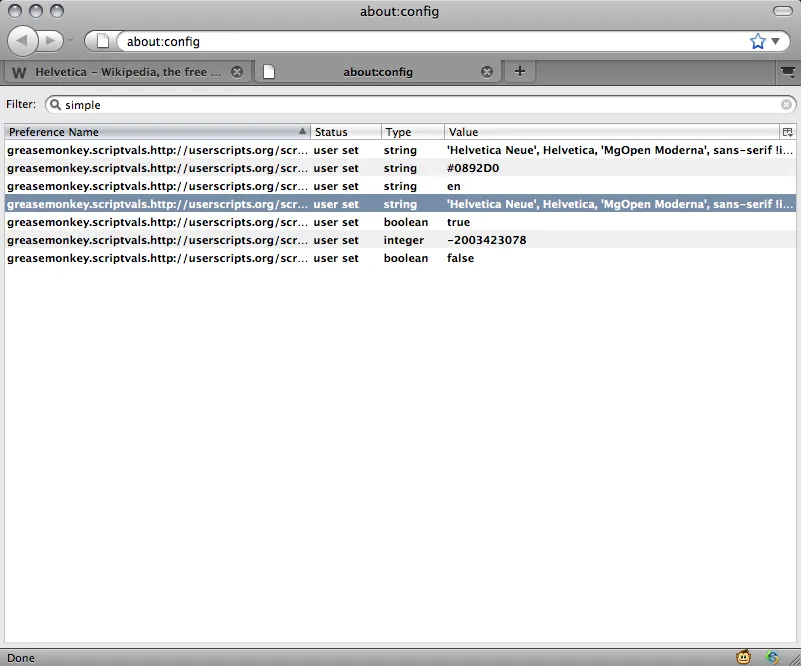 about:config
about:config
W Helvetica – Wikipedia, the free ... about:config +
Filter: simple
Preference Name Status Type Value
greasemonkey.scriptvals.http://userscripts.org/scr... user set string 'Helvetica Neue', Helvetica, 'MgOpen Moderna', sans-serif !i...
greasemonkey.scriptvals.http://userscripts.org/scr... user set string #0892D0
greasemonkey.scriptvals.http://userscripts.org/scr... user set string en
greasemonkey.scriptvals.http://userscripts.org/scr... user set string 'Helvetica Neue', Helvetica, 'MgOpen Moderna', sans-serif !i...
greasemonkey.scriptvals.http://userscripts.org/scr... user set boolean true
greasemonkey.scriptvals.http://userscripts.org/scr... user set integer -2003423078
greasemonkey.scriptvals.http://userscripts.org/scr... user set boolean false
Done